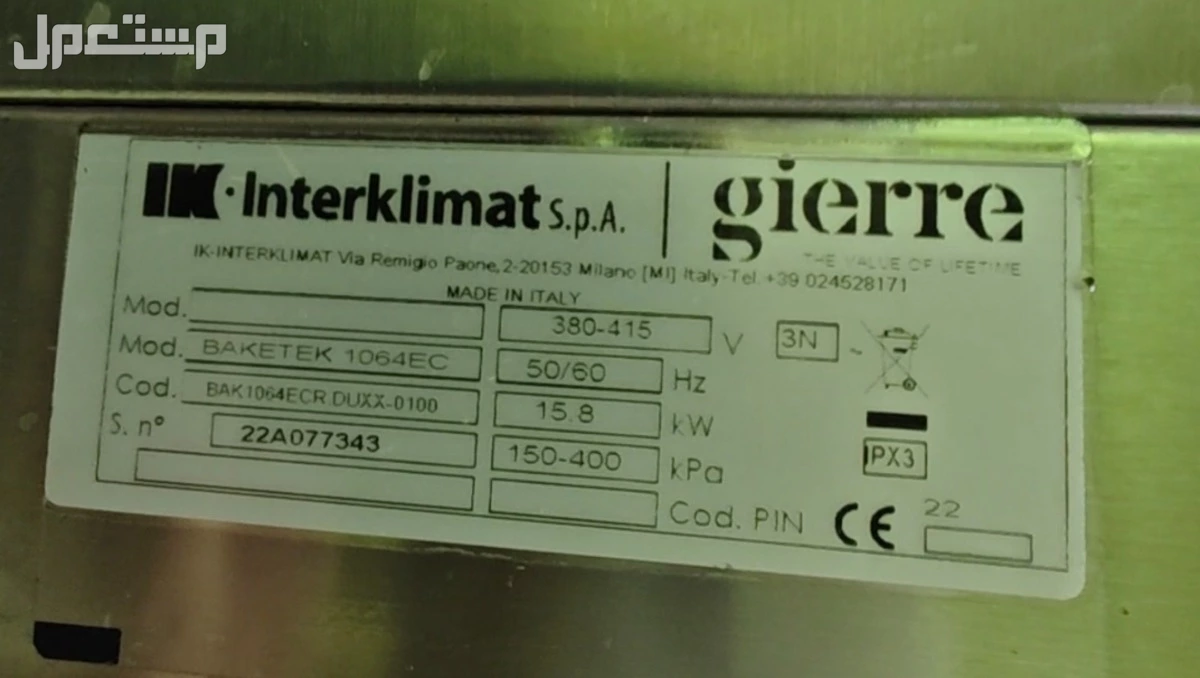 مستعمل
IK·Interklimat S.p.A. gierre
THE VALUE OF LIFETIME
IK-INTERKLIMAT Via Remigio Paone, 2-20153 Milano [MI] Italy-Tel. +39 024528171
MADE IN ITALY
Mod. 380-415 V 3N ~
Mod. BAKETEK 1064EC 50/60 Hz
Cod. BAK1064ECR.DUXX-0100 15.8 kW
S. n° 22A077343 150-400 kPa IPX3
Cod. PIN CE 22